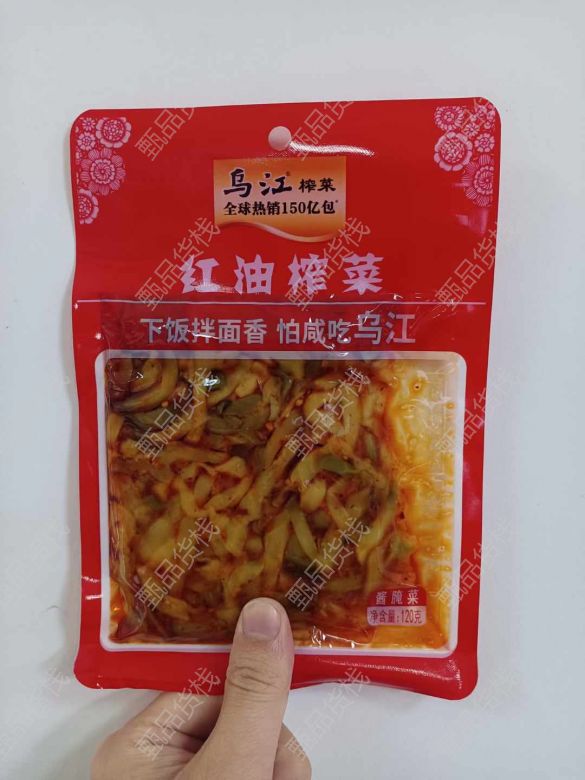 乌江 榨菜
全球热销150亿包
红油榨菜
下饭拌面香 怕咸吃乌江
酱腌菜
净含量:120克
甄品货栈